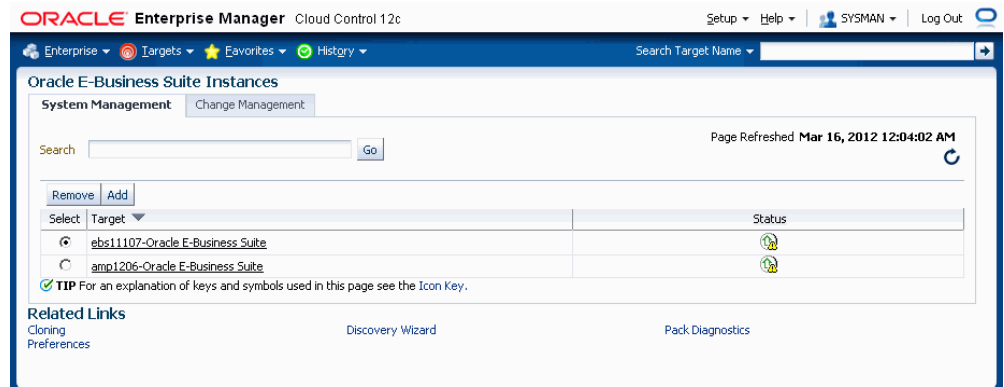 ORACLE Enterprise Manager Cloud Control 12c
Setup Help SYSMAN Log Out
Enterprise Targets Favorites History Search Target Name
Oracle E-Business Suite Instances
System Management Change Management
Page Refreshed Mar 16, 2012 12:04:02 AM
Search Go
Remove Add
Select Target Status
ebs11107-Oracle E-Business Suite
amp1206-Oracle E-Business Suite
TIP For an explanation of keys and symbols used in this page see the Icon Key.
Related Links
Cloning Discovery Wizard Pack Diagnostics
Preferences